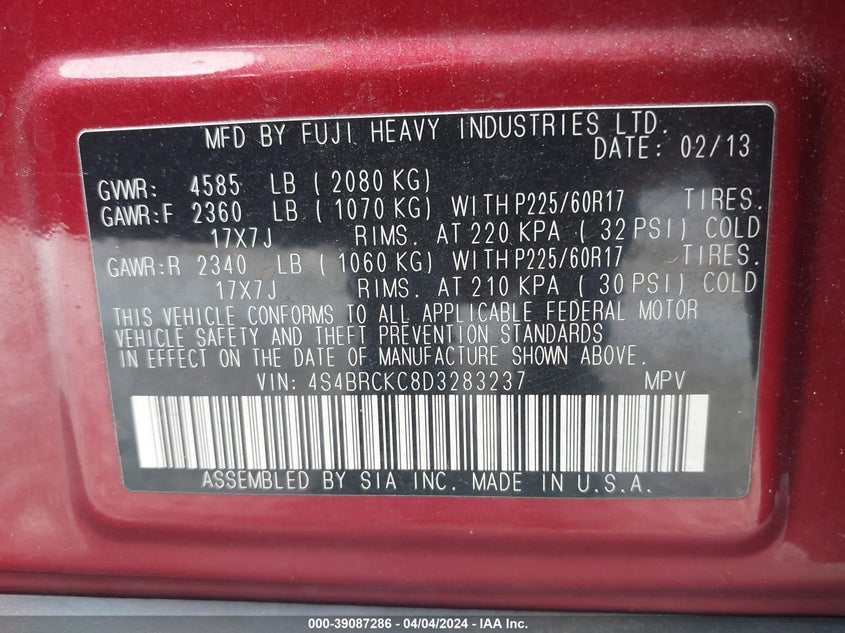 MFD BY FUJI HEAVY INDUSTRIES LTD.
DATE: 02/13
GVWR: 4585 LB ( 2080 KG)
GAWR:F 2360 LB ( 1070 KG) WITH P225/60R17 TIRES.
17X7J RIMS. AT 220 KPA ( 32 PSI) COLD
GAWR:R 2340 LB ( 1060 KG) WITH P225/60R17 TIRES.
17X7J RIMS. AT 210 KPA ( 30 PSI) COLD
THIS VEHICLE CONFORMS TO ALL APPLICABLE FEDERAL MOTOR
VEHICLE SAFETY AND THEFT PREVENTION STANDARDS
IN EFFECT ON THE DATE OF MANUFACTURE SHOWN ABOVE.
VIN: 4S4BRCKC8D3283237 MPV
ASSEMBLED BY SIA INC. MADE IN U.S.A.
000-39087286 - 04/04/2024 - IAA Inc.